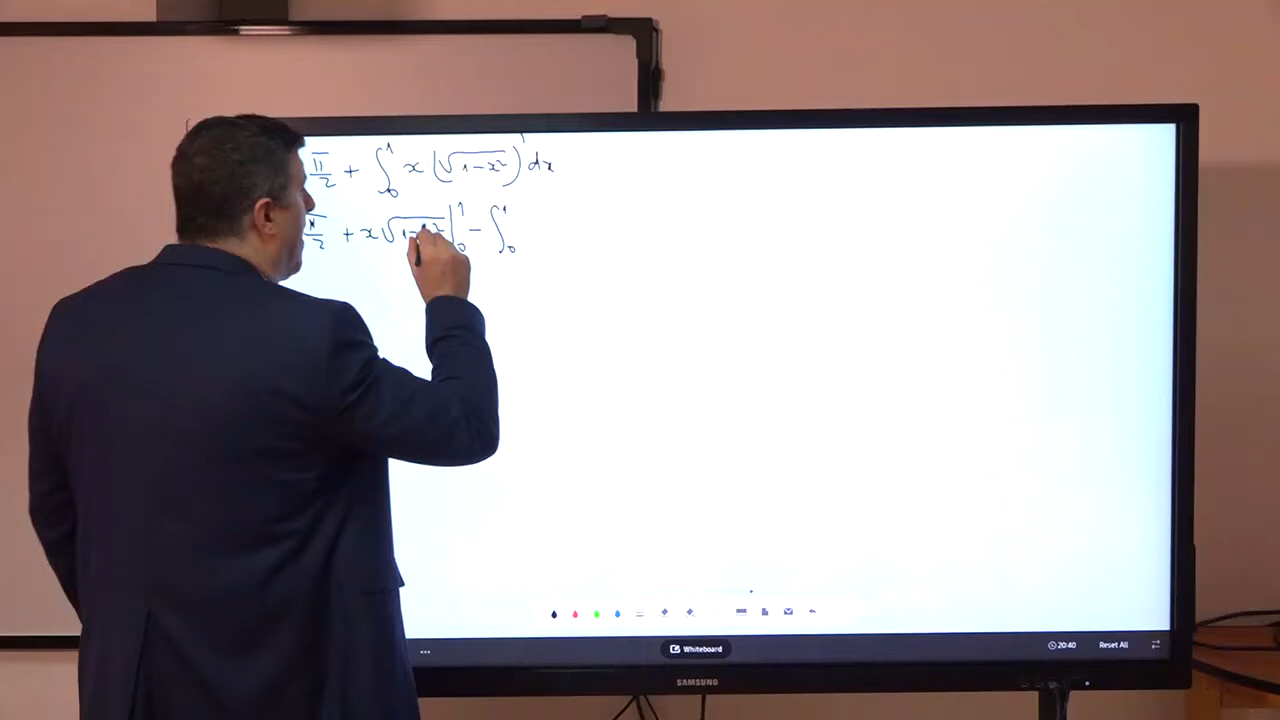 π/2 + ∫₀¹ x (√1-x²)' dx
π/2 + x√1-x² |₀¹ - ∫₀¹
...
Whiteboard
20:40
Reset All
SAMSUNG